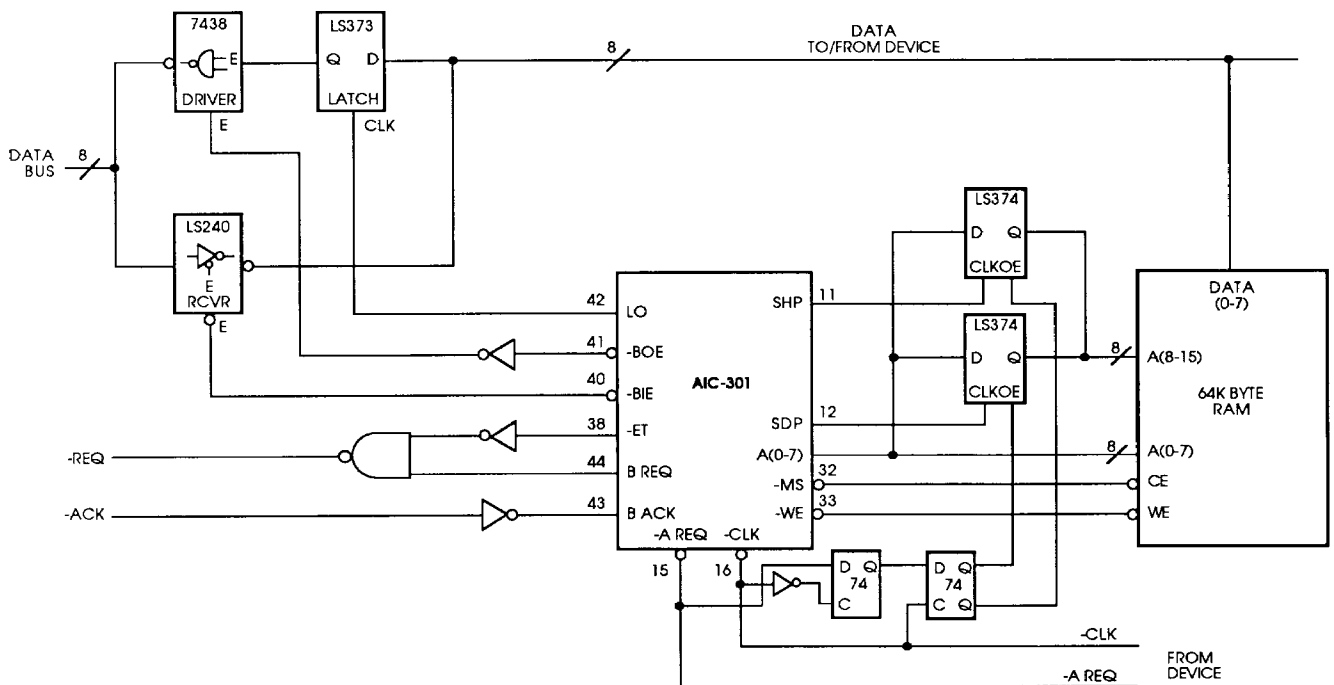 7438
E
DRIVER
E
LS373
Q D
LATCH
CLK
8
DATA
TO/FROM DEVICE
DATA
BUS
8
LS240
E
RCVR
E
42 LO
41 -BOE
40 -BIE
38 -ET
44 B REQ
43 B ACK
-REQ
-ACK
AIC-301
SHP 11
SDP 12
A(0-7)
-MS 32
-WE 33
-A REQ
-CLK
15
16
LS374
D Q
CLKOE
LS374
D Q
CLKOE
8
8
DATA
(0-7)
A(8-15)
64K BYTE
RAM
A(0-7)
CE
WE
D Q
74
C
D Q
74
C Q
-CLK
-A REQ
FROM
DEVICE